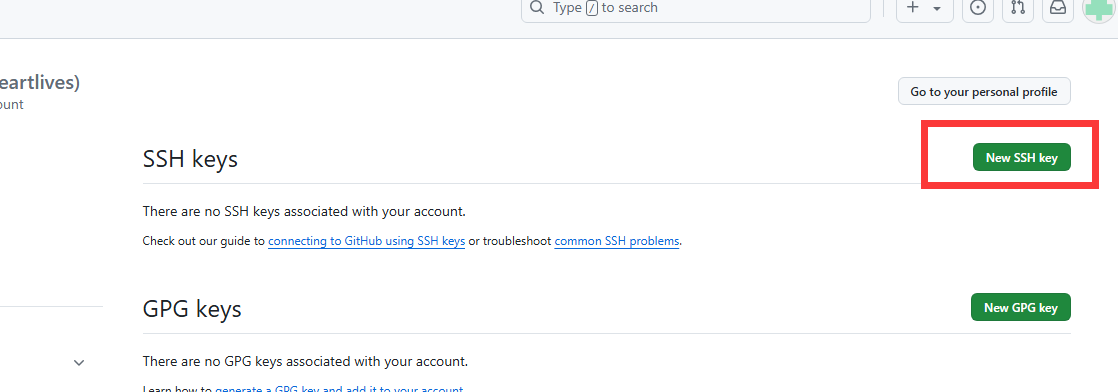 Type / to search
eartlives)
ount
Go to your personal profile
SSH keys
New SSH key
There are no SSH keys associated with your account.
Check out our guide to connecting to GitHub using SSH keys or troubleshoot common SSH problems.
GPG keys
New GPG key
There are no GPG keys associated with your account.
Learn how to generate a GPG key and add it to your account